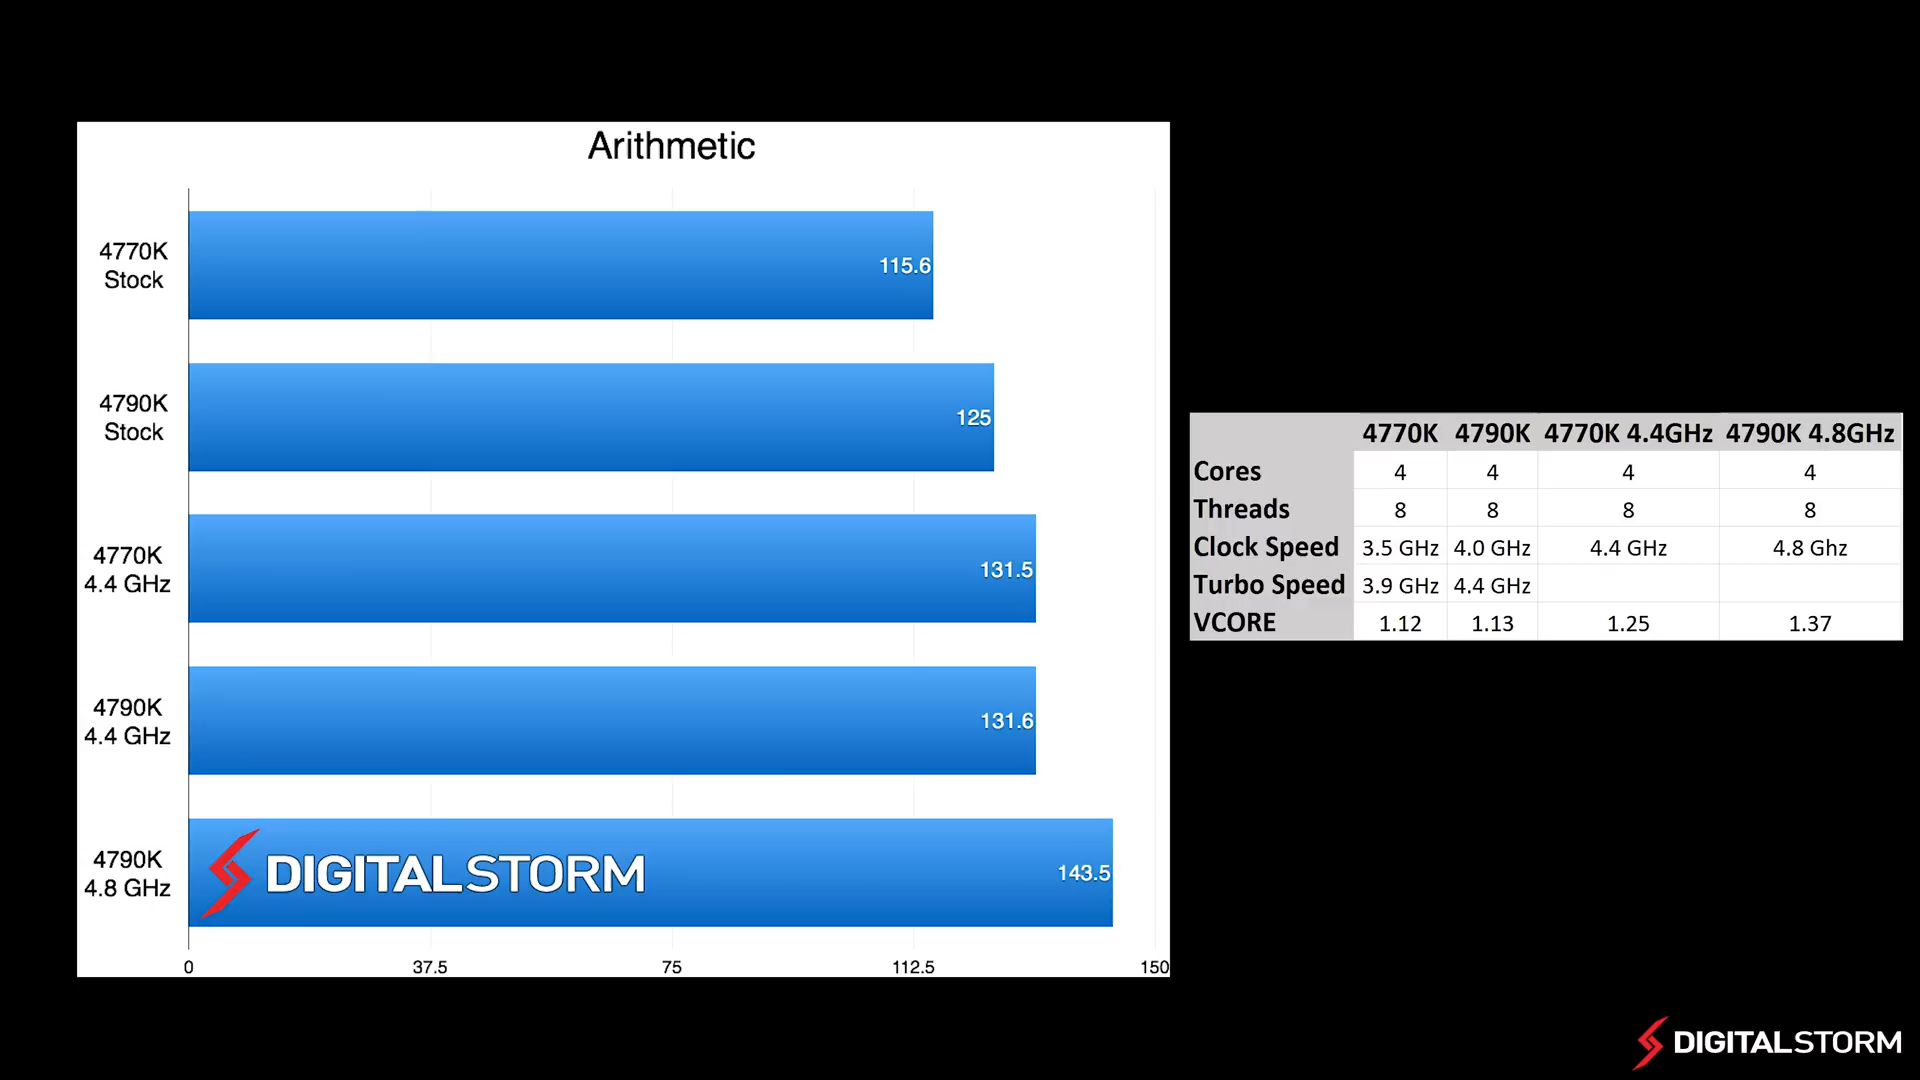 Arithmetic
4770K
Stock
115.6
4790K
Stock
125
4770K
4.4 GHz
131.5
4790K
4.4 GHz
131.6
4790K
4.8 GHz
DIGITALSTORM
143.5
0 37.5 75 112.5 150
4770K 4790K 4770K 4.4GHz 4790K 4.8GHz
Cores 4 4 4 4
Threads 8 8 8 8
Clock Speed 3.5 GHz 4.0 GHz 4.4 GHz 4.8 Ghz
Turbo Speed 3.9 GHz 4.4 GHz
VCORE 1.12 1.13 1.25 1.37
DIGITALSTORM